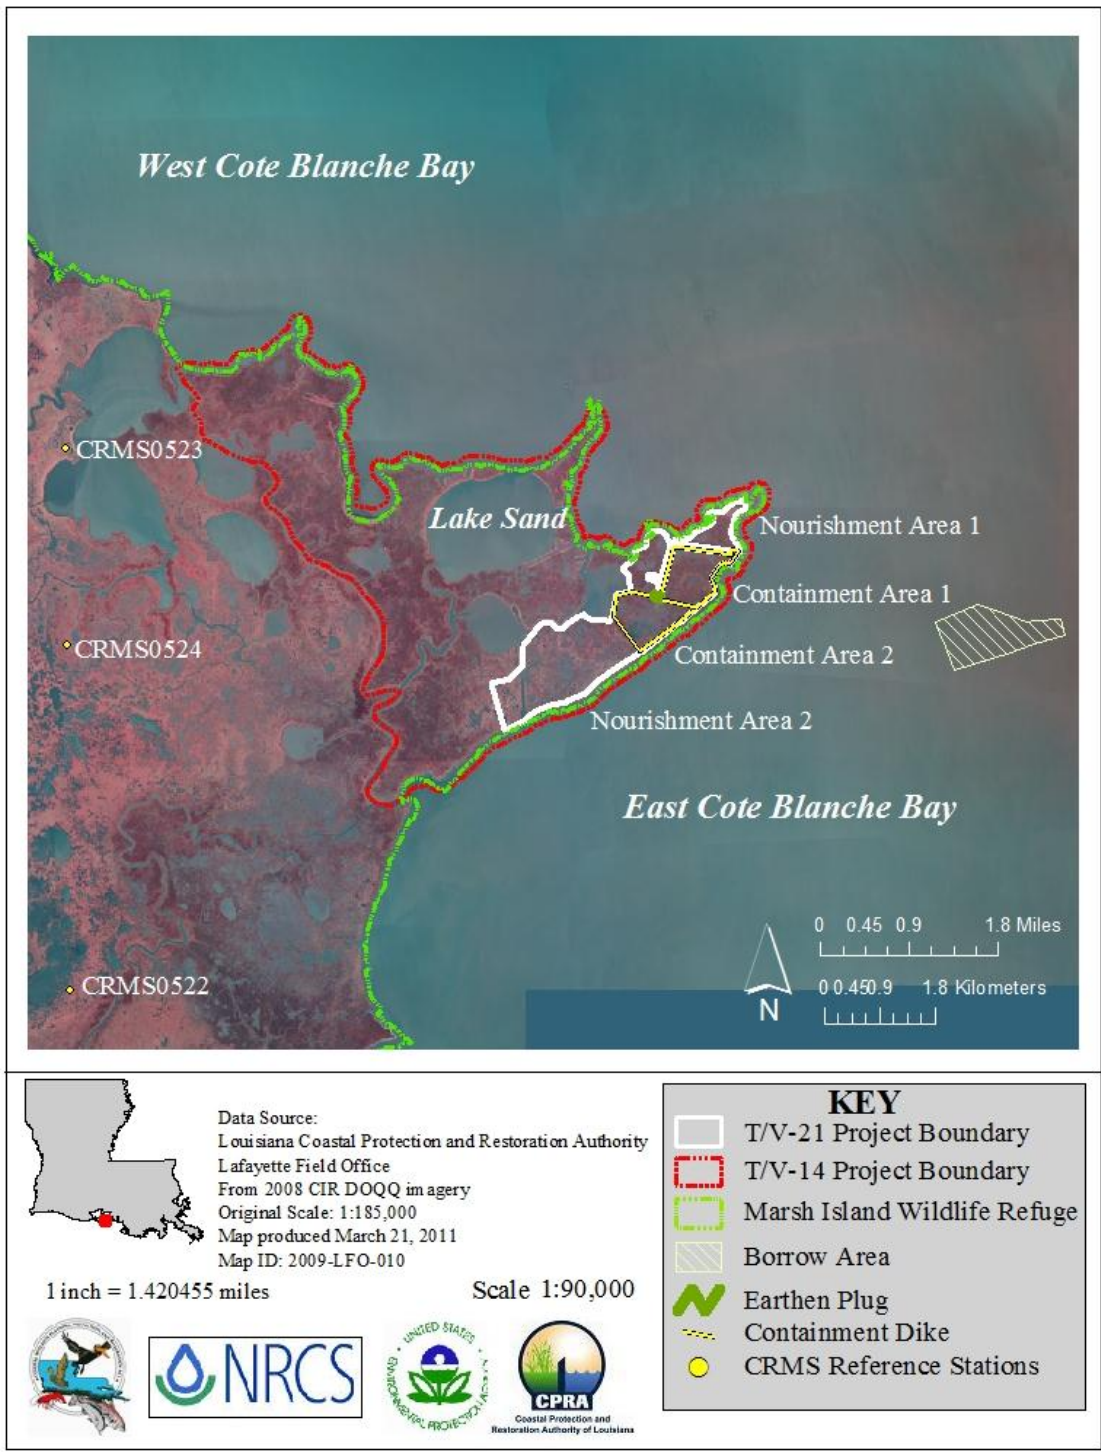 West Cote Blanche Bay
CRMS0523
Lake Sand
Nourishment Area 1
Containment Area 1
CRMS0524
Containment Area 2
Nourishment Area 2
East Cote Blanche Bay
0 0.45 0.9 1.8 Miles
CRMS0522
0 0.45 0.9 1.8 Kilometers
N
Data Source:
Louisiana Coastal Protection and Restoration Authority
Lafayette Field Office
From 2008 CIR DOQQ imagery
Original Scale: 1:185,000
Map produced March 21, 2011
Map ID: 2009-LFO-010
1 inch = 1.420455 miles
Scale 1:90,000
KEY
T/V-21 Project Boundary
T/V-14 Project Boundary
Marsh Island Wildlife Refuge
Borrow Area
Earthen Plug
Containment Dike
CRMS Reference Stations
NRCS
UNITED STATES
ENVIRONMENTAL PROTECTION AGENCY
CPRA
Coastal Protection and
Restoration Authority of Louisiana